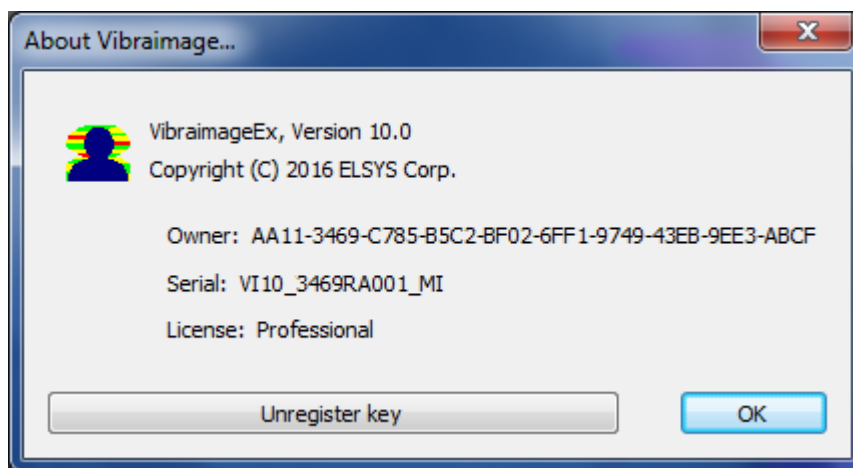 About Vibraimage...
VibraimageEx, Version 10.0
Copyright (C) 2016 ELSYS Corp.
Owner: AA11-3469-C785-B5C2-BF02-6FF1-9749-43EB-9EE3-ABCF
Serial: VI10_3469RA001_MI
License: Professional
Unregister key
OK